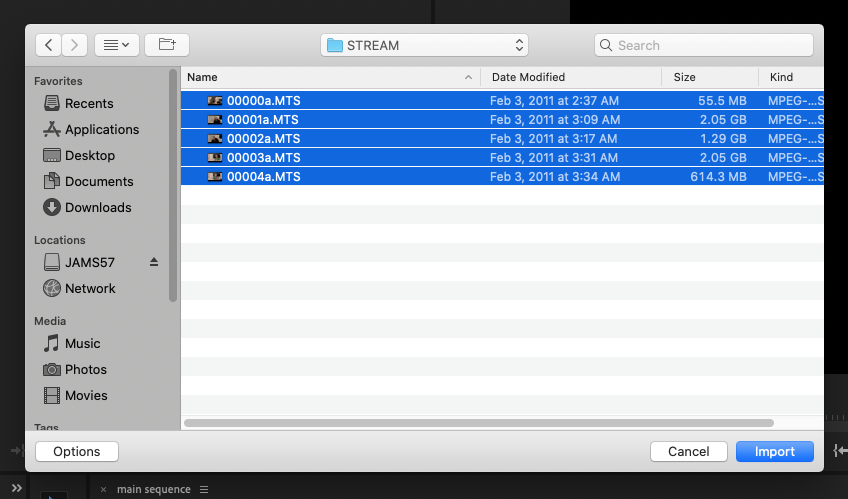 STREAM
Search
Favorites
Recents
Applications
Desktop
Documents
Downloads
Locations
JAMS57
Network
Media
Music
Photos
Movies
Tags
Name Date Modified Size Kind
00000a.MTS Feb 3, 2011 at 2:37 AM 55.5 MB MPEG-...S
00001a.MTS Feb 3, 2011 at 3:09 AM 2.05 GB MPEG-...S
00002a.MTS Feb 3, 2011 at 3:17 AM 1.29 GB MPEG-...S
00003a.MTS Feb 3, 2011 at 3:31 AM 2.05 GB MPEG-...S
00004a.MTS Feb 3, 2011 at 3:34 AM 614.3 MB MPEG-...S
Options Cancel Import
main sequence